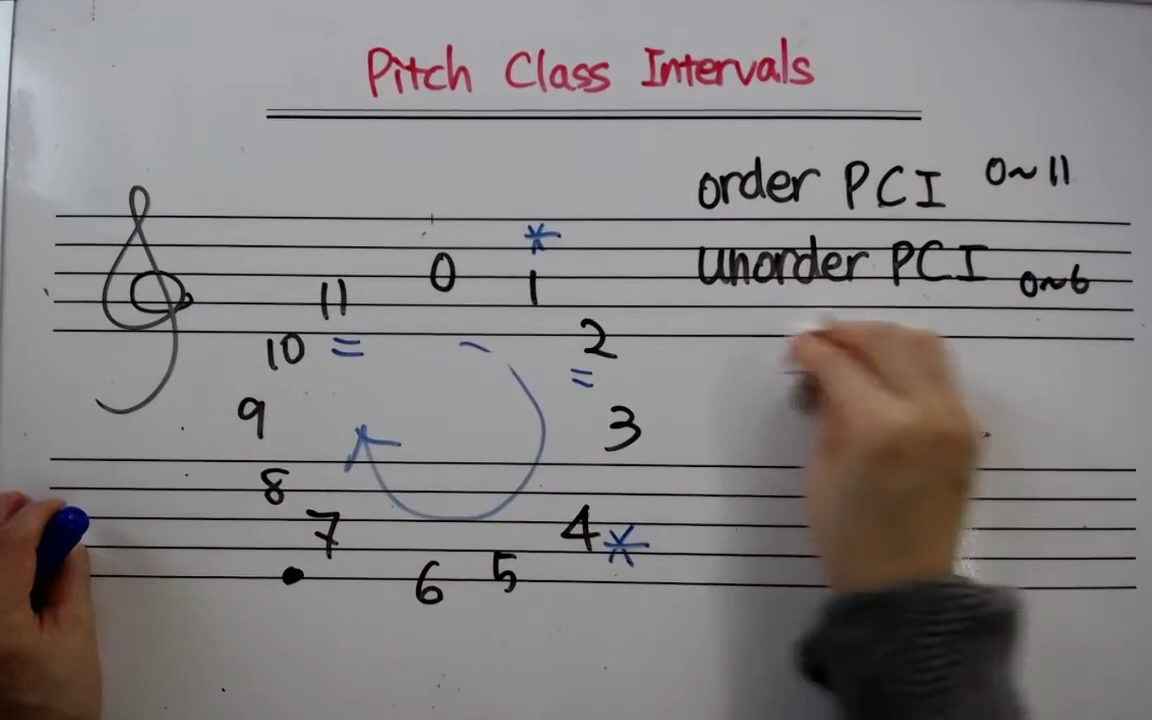 Pitch Class Intervals
order PCI 0~11
unorder PCI 0~6
*
0 1
11
10 = 2
=
9 3
8
7 4*
6 5